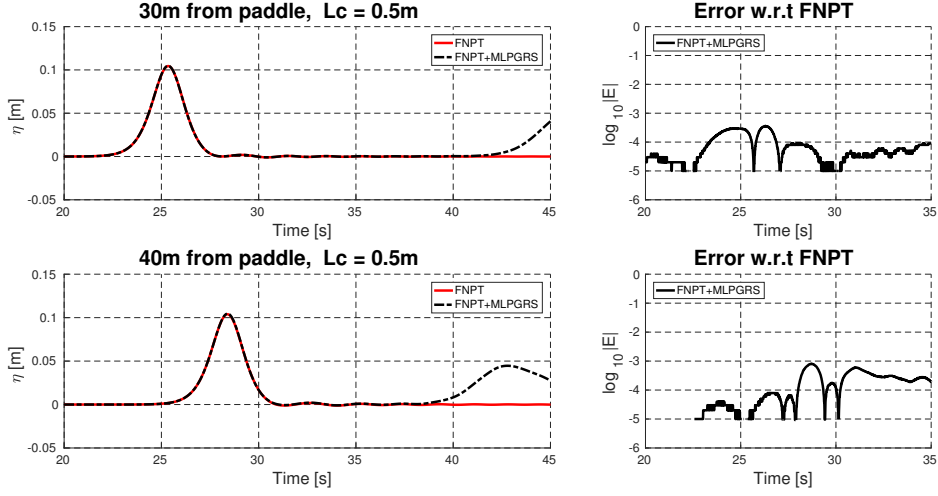 30m from paddle, Lc = 0.5m
0.15
0.1
0.05
0
-0.05
η [m]
FNPT
FNPT+MLPGRS
20 25 30 35 40 45
Time [s]
Error w.r.t FNPT
0
-1
-2
-3
-4
-5
-6
log 10 |E|
FNPT+MLPGRS
20 25 30 35
Time [s]
40m from paddle, Lc = 0.5m
0.15
0.1
0.05
0
-0.05
η [m]
FNPT
FNPT+MLPGRS
20 25 30 35 40 45
Time [s]
Error w.r.t FNPT
0
-1
-2
-3
-4
-5
-6
log 10 |E|
FNPT+MLPGRS
20 25 30 35
Time [s]